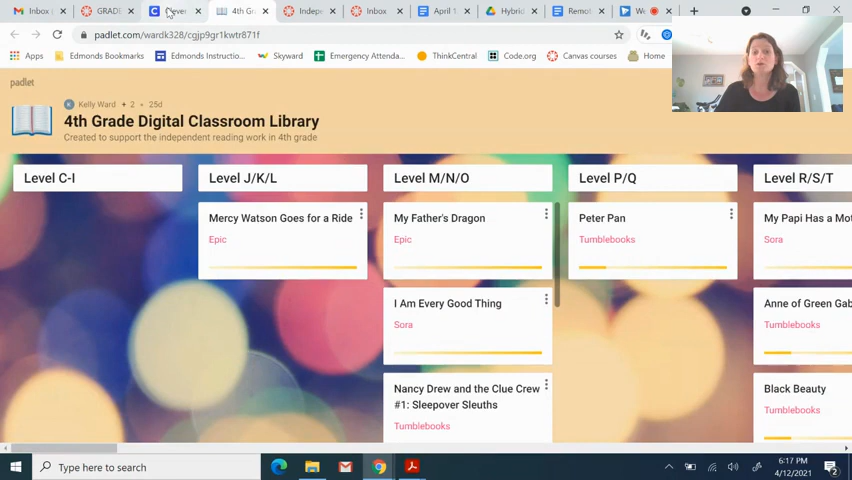 Inbox
GRADE
Clever
4th Gr
Indep
Inbox
April 1
Hybrid
Remot
We
padlet.com/wardk328/cgjp9gr1kwtr871f
Apps
Edmonds Bookmarks
Edmonds Intranet:...
Skyward
Emergency Attenda...
ThinkCentral
Code.org
Canvas courses
Home
padlet
Kelly Ward + 2 • 25d
4th Grade Digital Classroom Library
Created to support the independent reading work in 4th grade
Level C-I
Level J/K/L
Mercy Watson Goes for a Ride
Epic
Level M/N/O
My Father's Dragon
Epic
I Am Every Good Thing
Sora
Nancy Drew and the Clue Crew
#1: Sleepover Sleuths
Tumblebooks
Level P/Q
Peter Pan
Tumblebooks
Level R/S/T
My Papi Has a Mot
Sora
Anne of Green Gab
Tumblebooks
Black Beauty
Tumblebooks
Type here to search
6:17 PM
4/12/2021
2